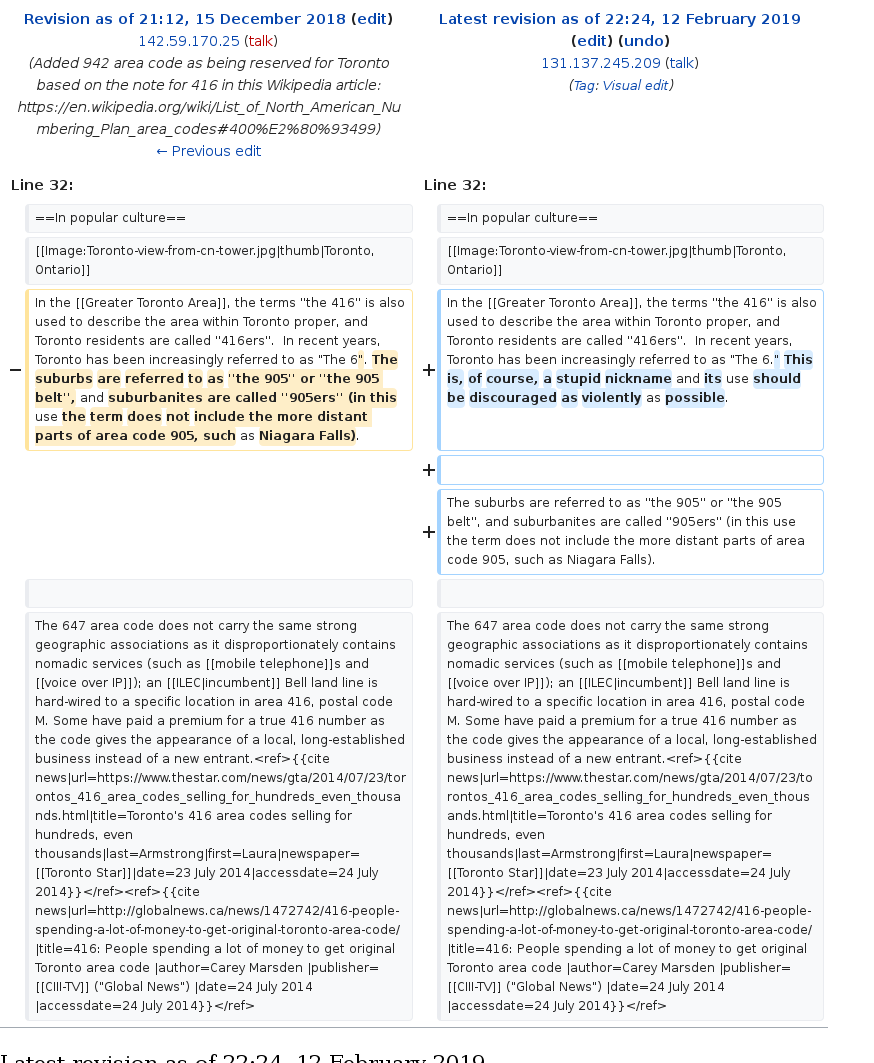 Revision as of 21:12, 15 December 2018 (edit)
142.59.170.25 (talk)
(Added 942 area code as being reserved for Toronto
based on the note for 416 in this Wikipedia article:
https://en.wikipedia.org/wiki/List_of_North_American_Nu
mbering_Plan_area_codes#400%E2%80%93499)
← Previous edit
Latest revision as of 22:24, 12 February 2019
(edit) (undo)
131.137.245.209 (talk)
(Tag: Visual edit)
Line 32:
Line 32:
==In popular culture==
==In popular culture==
[[Image:Toronto-view-from-cn-tower.jpg|thumb|Toronto,
Ontario]]
[[Image:Toronto-view-from-cn-tower.jpg|thumb|Toronto,
Ontario]]
−
In the [[Greater Toronto Area]], the terms "the 416" is also
used to describe the area within Toronto proper, and
Toronto residents are called "416ers".  In recent years,
Toronto has been increasingly referred to as "The 6". The
suburbs are referred to as "the 905" or "the 905
belt", and suburbanites are called "905ers" (in this
use the term does not include the more distant
parts of area code 905, such as Niagara Falls).
+
In the [[Greater Toronto Area]], the terms "the 416" is also
used to describe the area within Toronto proper, and
Toronto residents are called "416ers".  In recent years,
Toronto has been increasingly referred to as "The 6." This
is, of course, a stupid nickname and its use should
be discouraged as violently as possible.
+
+
The suburbs are referred to as "the 905" or "the 905
belt", and suburbanites are called "905ers" (in this use
the term does not include the more distant parts of area
code 905, such as Niagara Falls).
The 647 area code does not carry the same strong
geographic associations as it disproportionately contains
nomadic services (such as [[mobile telephone]]s and
[[voice over IP]]); an [[ILEC|incumbent]] Bell land line is
hard-wired to a specific location in area 416, postal code
M. Some have paid a premium for a true 416 number as
the code gives the appearance of a local, long-established
business instead of a new entrant.<ref>{{cite
news|url=https://www.thestar.com/news/gta/2014/07/23/tor
ontos_416_area_codes_selling_for_hundreds_even_thousa
nds.html|title=Toronto's 416 area codes selling for
hundreds, even
thousands|last=Armstrong|first=Laura|newspaper=
[[Toronto Star]]|date=23 July 2014|accessdate=24 July
2014}}</ref><ref>{{cite
news|url=http://globalnews.ca/news/1472742/416-people-
spending-a-lot-of-money-to-get-original-toronto-area-code/
|title=416: People spending a lot of money to get original
Toronto area code |author=Carey Marsden |publisher=
[[CIII-TV]] ("Global News") |date=24 July 2014
|accessdate=24 July 2014}}</ref>
The 647 area code does not carry the same strong
geographic associations as it disproportionately contains
nomadic services (such as [[mobile telephone]]s and
[[voice over IP]]); an [[ILEC|incumbent]] Bell land line is
hard-wired to a specific location in area 416, postal code
M. Some have paid a premium for a true 416 number as
the code gives the appearance of a local, long-established
business instead of a new entrant.<ref>{{cite
news|url=https://www.thestar.com/news/gta/2014/07/23/to
rontos_416_area_codes_selling_for_hundreds_even_thous
ands.html|title=Toronto's 416 area codes selling for
hundreds, even
thousands|last=Armstrong|first=Laura|newspaper=
[[Toronto Star]]|date=23 July 2014|accessdate=24 July
2014}}</ref><ref>{{cite
news|url=http://globalnews.ca/news/1472742/416-people-
spending-a-lot-of-money-to-get-original-toronto-area-code/
|title=416: People spending a lot of money to get original
Toronto area code |author=Carey Marsden |publisher=
[[CIII-TV]] ("Global News") |date=24 July 2014
|accessdate=24 July 2014}}</ref>
Latest revision as of 22:24, 12 February 2019